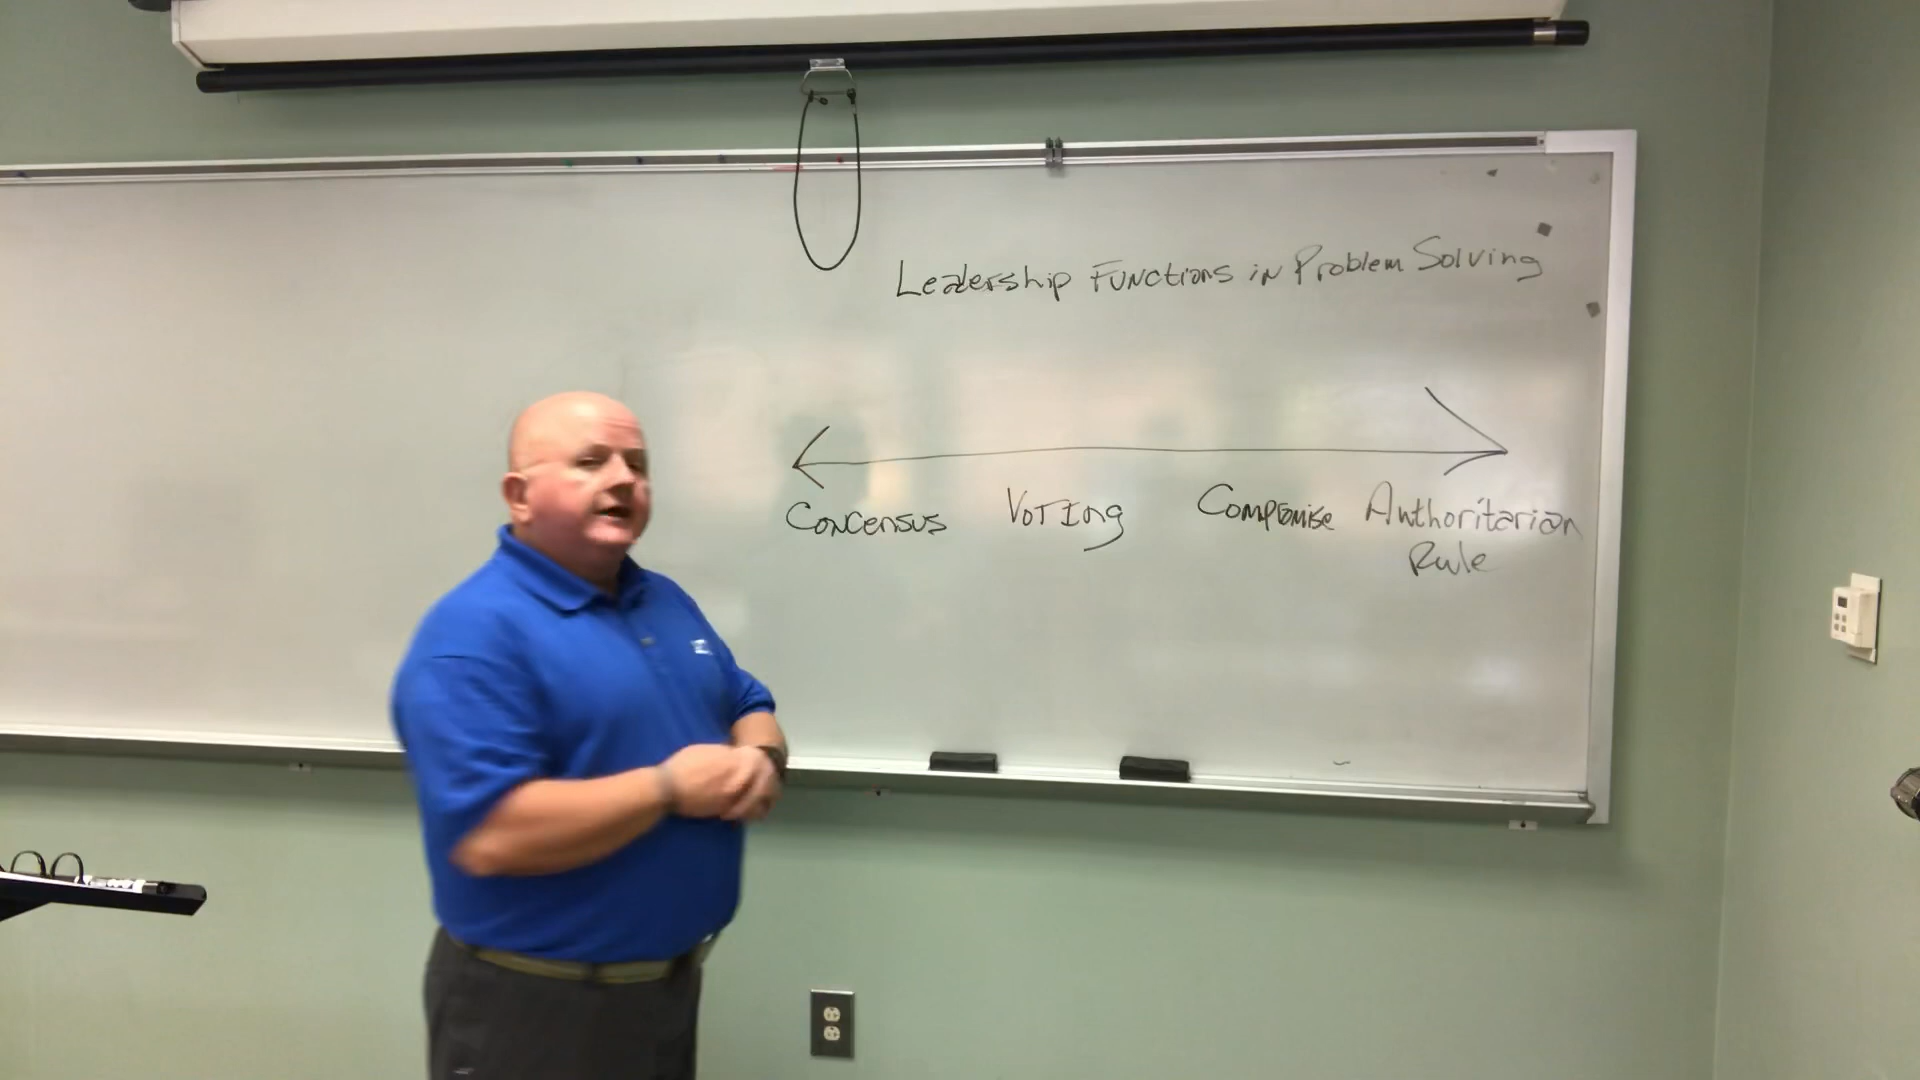 Leadership Functions in Problem Solving
Concensus Voting Compromise Authoritarian
Rule